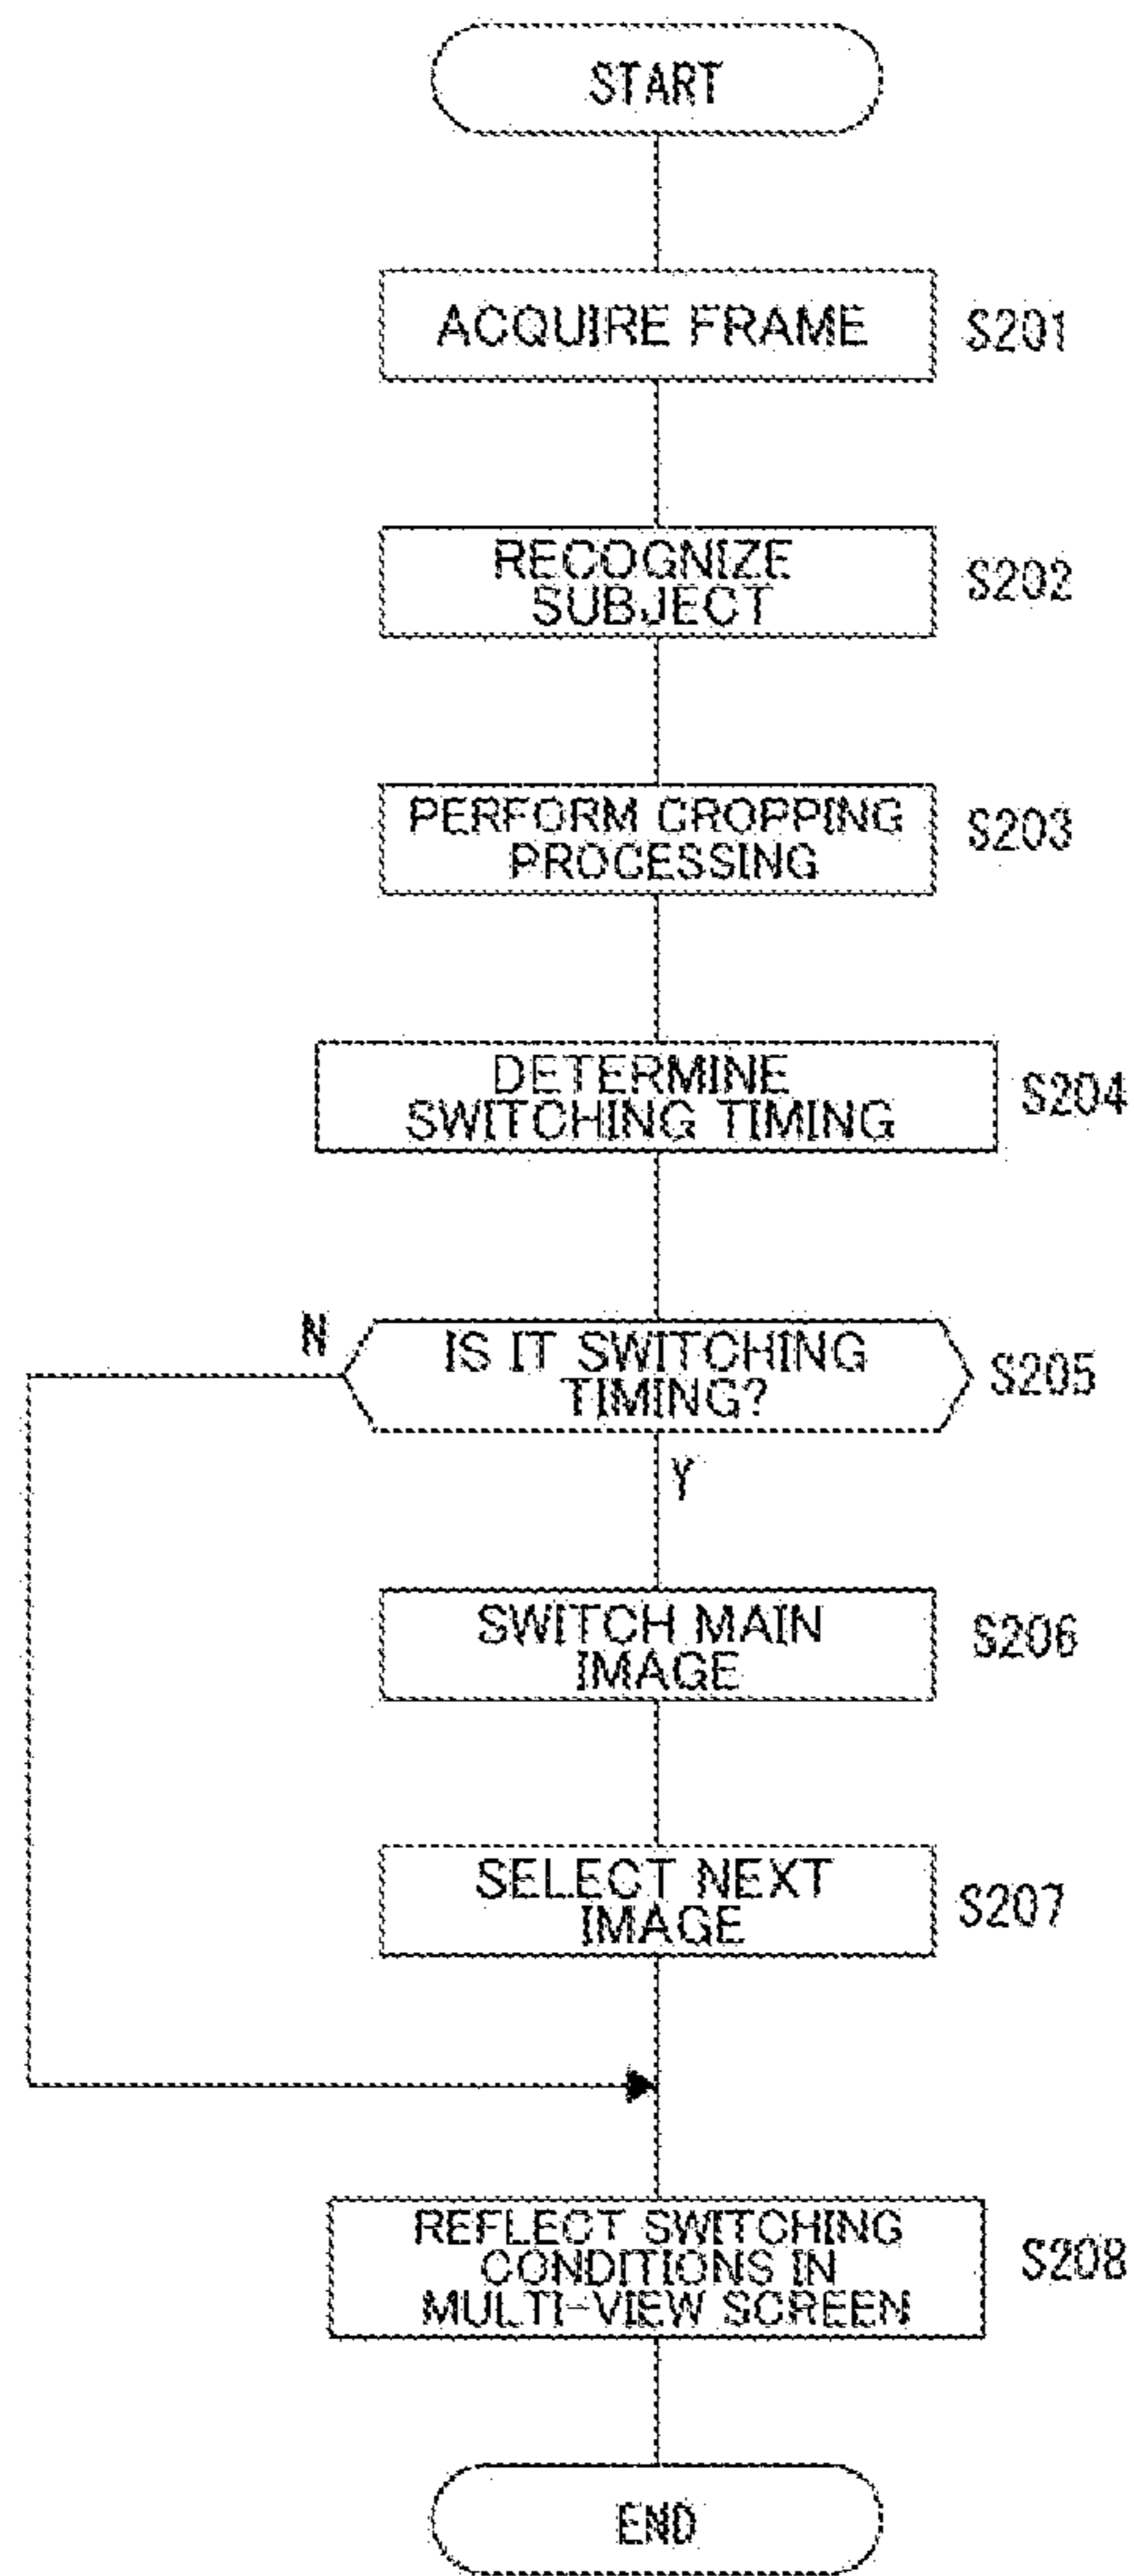 START
ACQUIRE FRAME
S201
RECOGNIZE
SUBJECT
S202
PERFORM CROPPING
PROCESSING
S203
DETERMINE
SWITCHING TIMING
S204
N
IS IT SWITCHING
TIMING?
S205
Y
SWITCH MAIN
IMAGE
S206
SELECT NEXT
IMAGE
S207
REFLECT SWITCHING
CONDITIONS IN
MULTI-VIEW SCREEN
S208
END